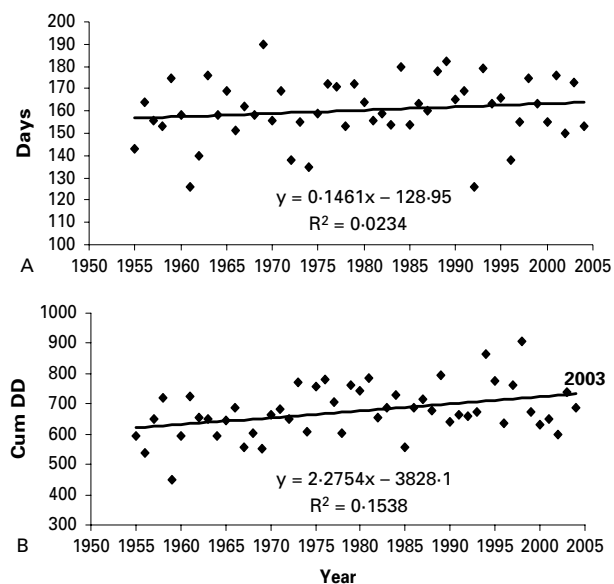 200
190
180
170
160
150
140
130
120
110
100
Days
y = 0·1461x – 128·95
R² = 0·0234
A
1950 1955 1960 1965 1970 1975 1980 1985 1990 1995 2000 2005
1000
900
800
700
600
500
400
300
Cum DD
2003
y = 2·2754x – 3828·1
R² = 0·1538
B
1950 1955 1960 1965 1970 1975 1980 1985 1990 1995 2000 2005
Year